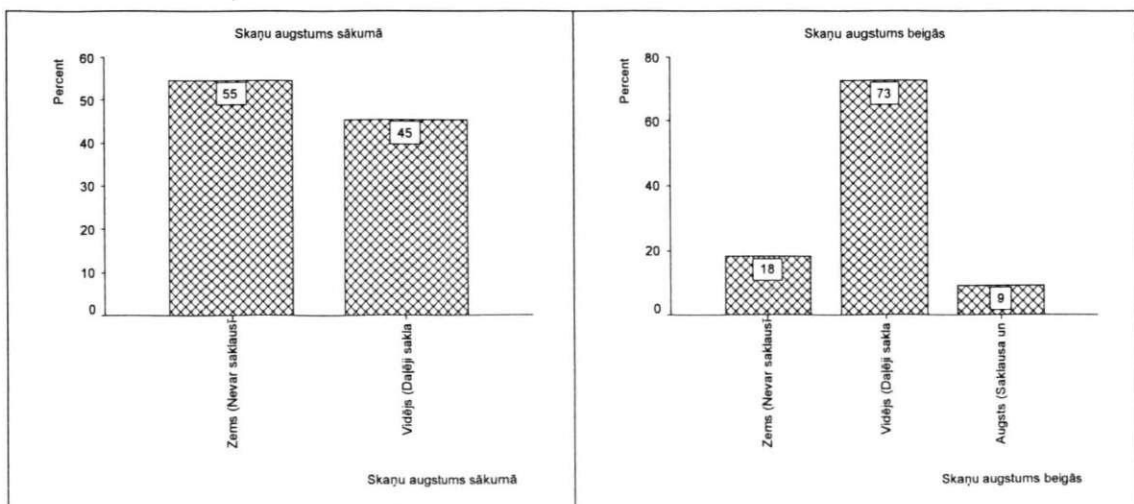 Skaņu augstums sākumā
Percent
60
50
40
30
20
10
0
55
45
Zems (Nevar saklausī
Vidējs (Daļēji sakla
Skaņu augstums sākumā
Skaņu augstums beigās
Percent
80
60
40
20
0
18
73
9
Zems (Nevar saklausī
Vidējs (Daļēji sakla
Augsts (Saklausa un
Skaņu augstums beigās